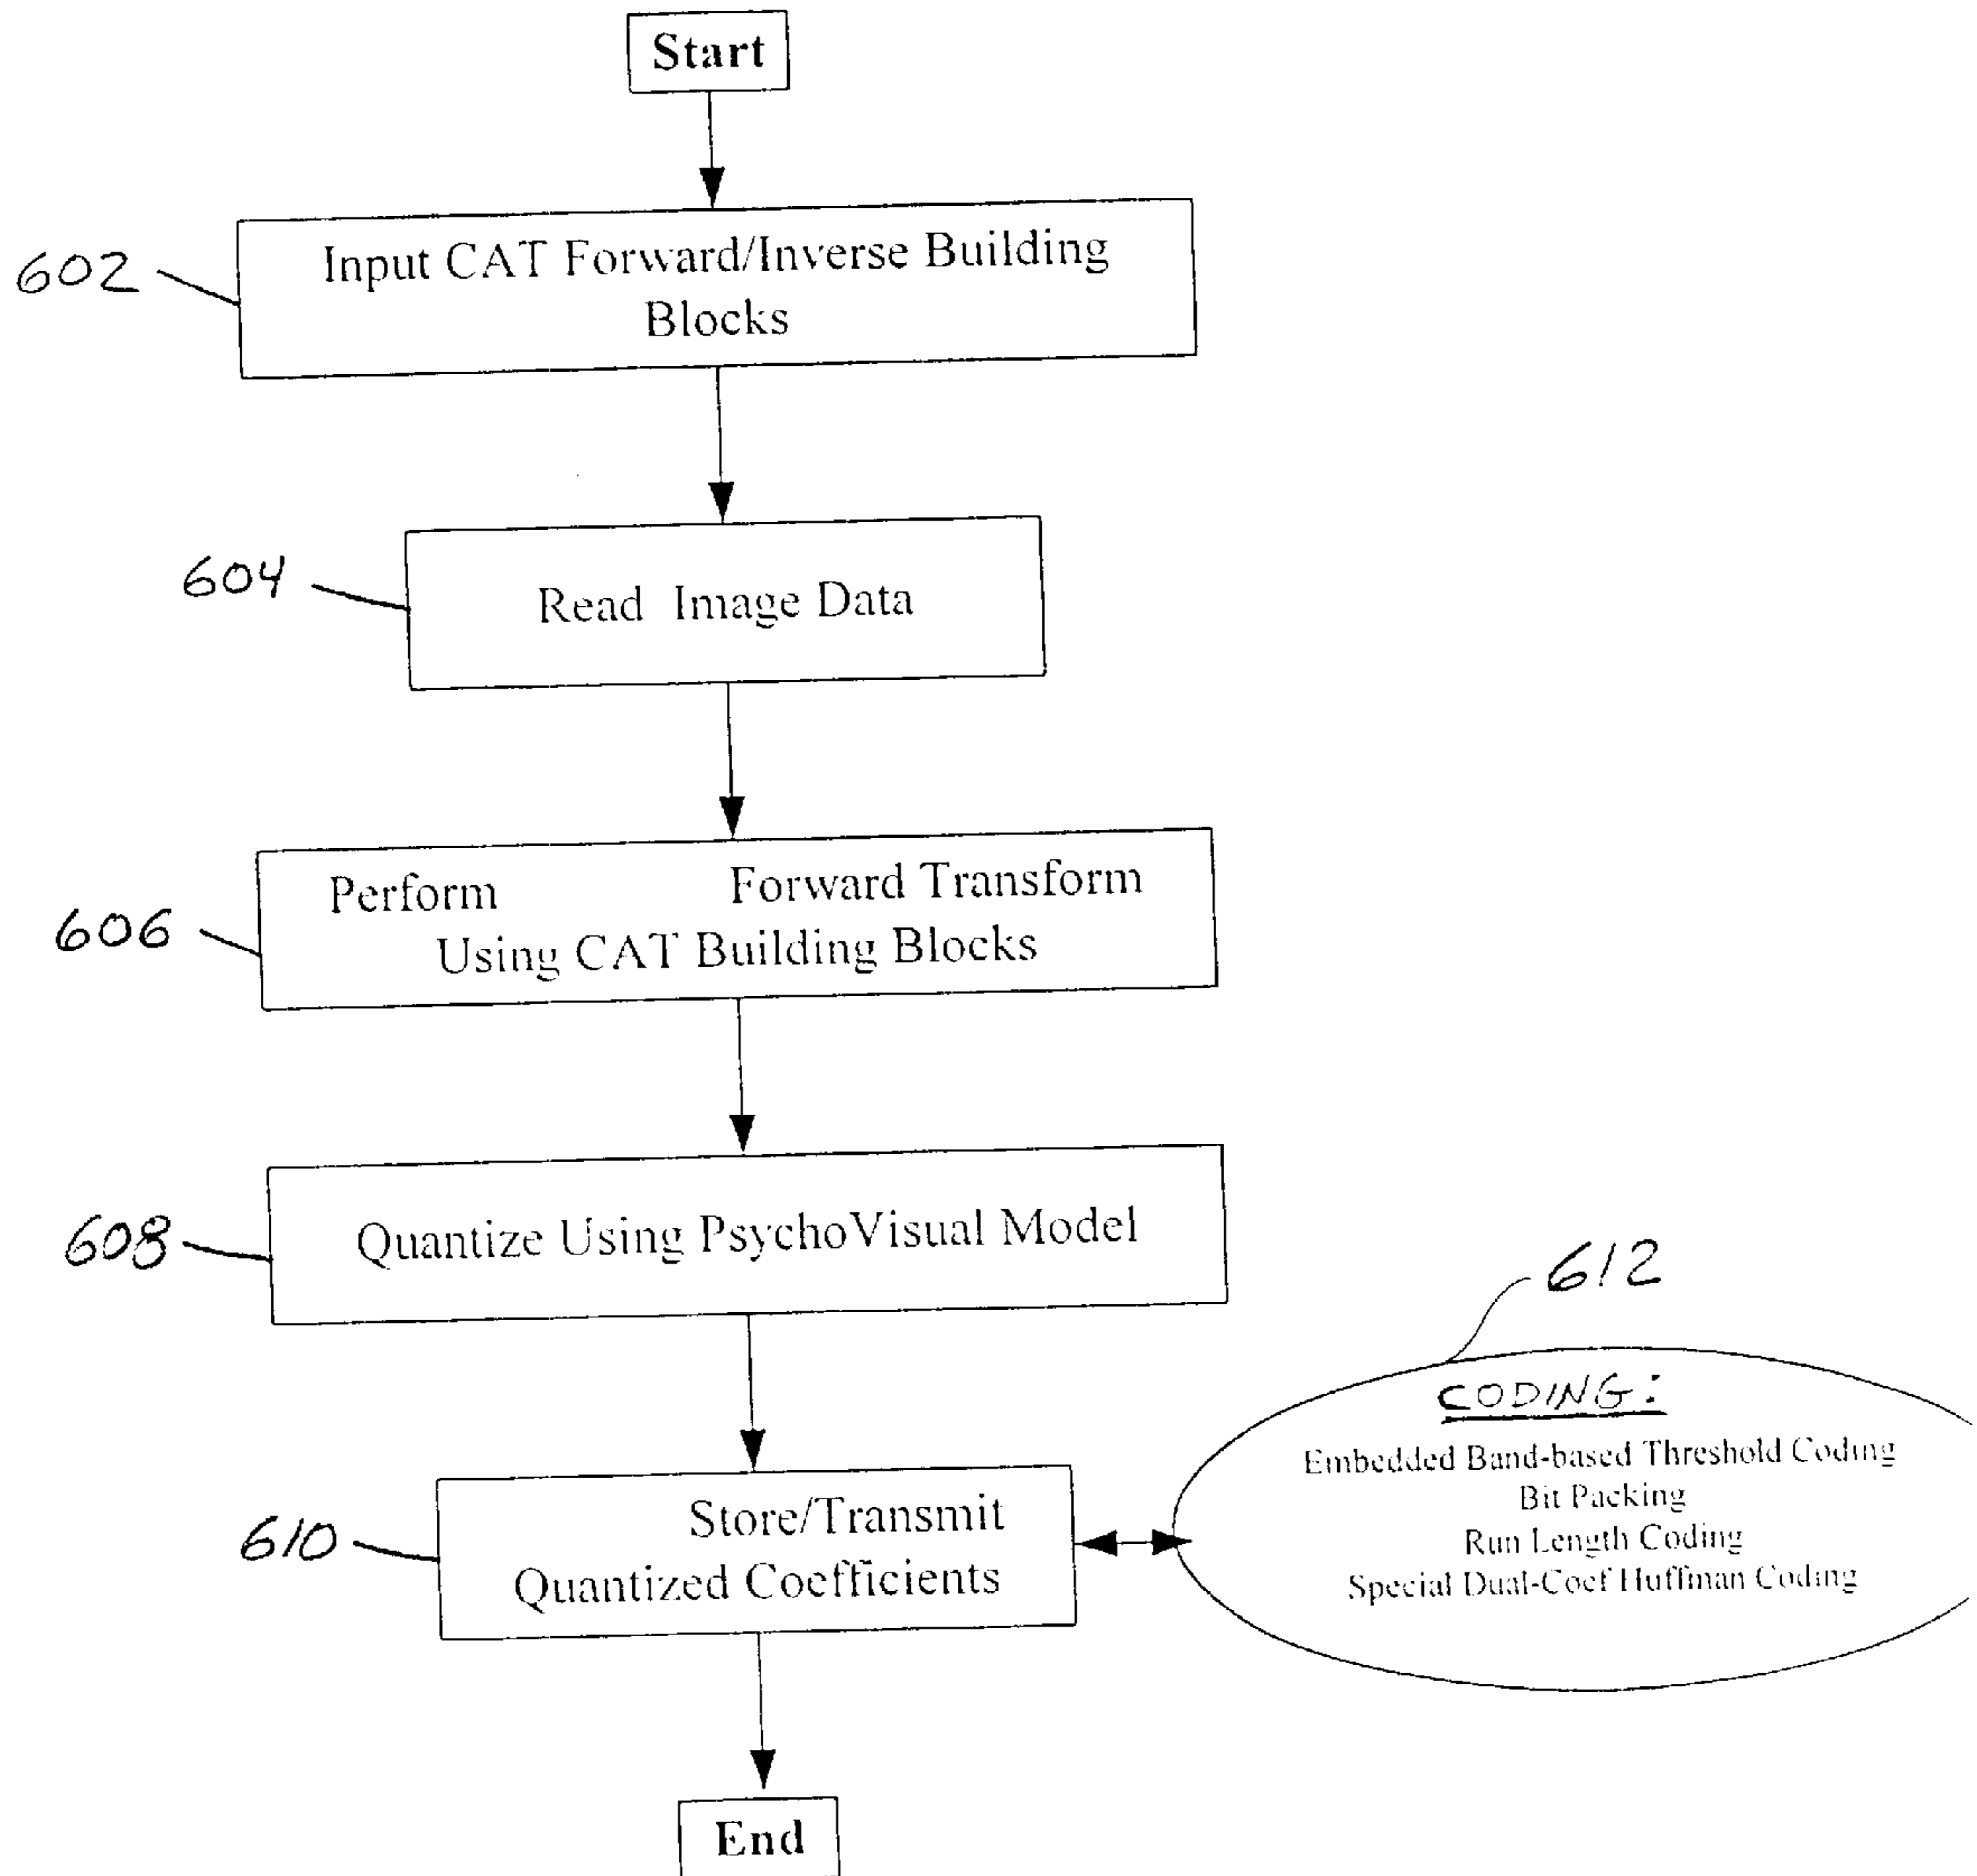 Start
602
Input CAT Forward/Inverse Building
Blocks
604
Read Image Data
606
Perform Forward Transform
Using CAT Building Blocks
608
Quantize Using PsychoVisual Model
612
CODING:
Embedded Band-based Threshold Coding
Bit Packing
Run Length Coding
Special Dual-Coef Huffman Coding
610
Store/Transmit
Quantized Coefficients
End